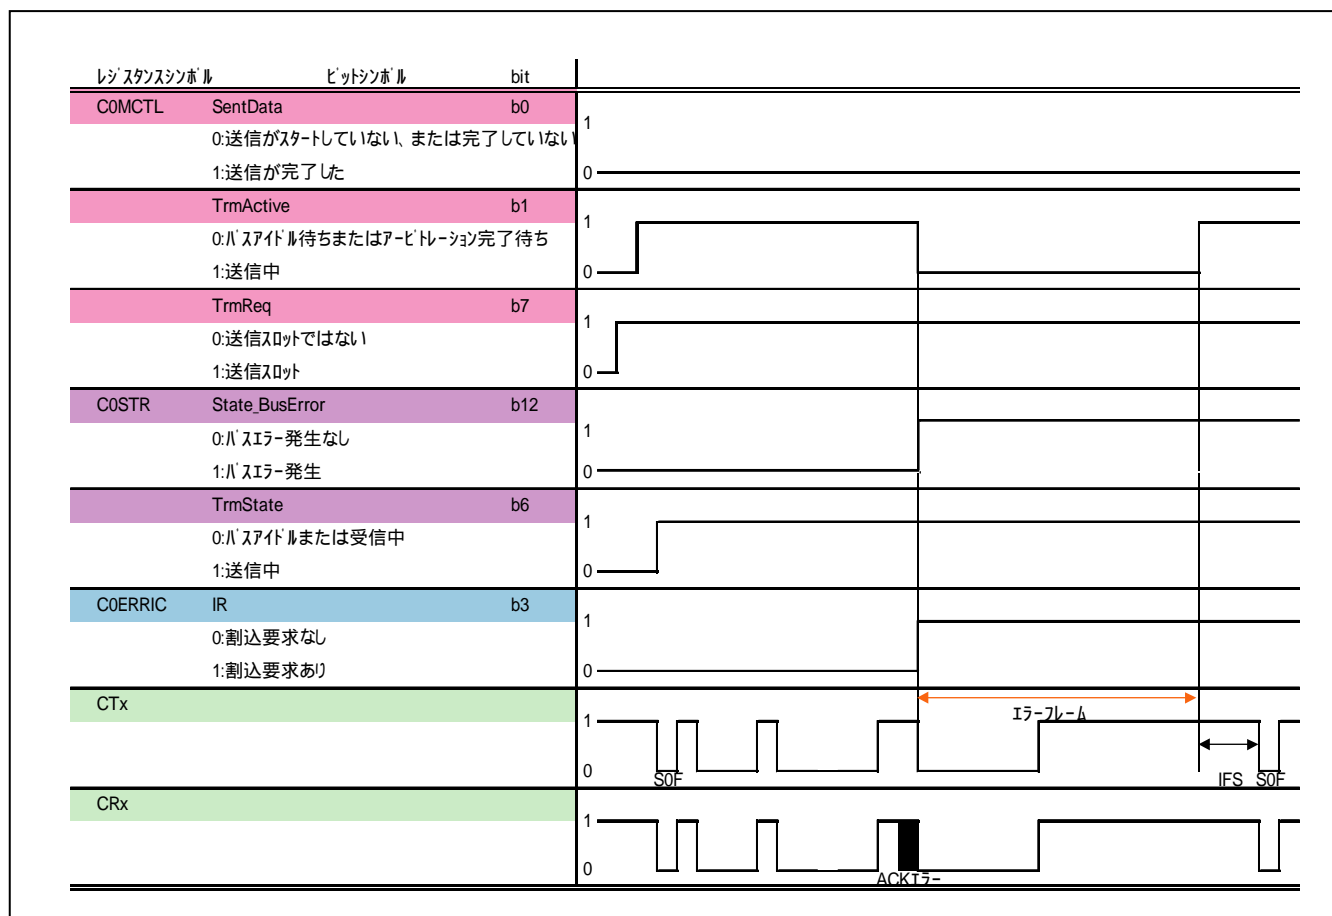 ﾚｼﾞｽﾀﾝｽｼﾝﾎﾞﾙ ﾋﾞｯﾄｼﾝﾎﾞﾙ bit
C0MCTL SentData b0
1
0:送信がｽﾀｰﾄしていない、または完了していない
1:送信が完了した
0
TrmActive b1
1
0:ﾊﾞｽｱｲﾄﾞﾙ待ちまたはｱｰﾋﾞﾄﾚｰｼｮﾝ完了待ち
1:送信中
0
TrmReq b7
1
0:送信ｽﾛｯﾄではない
1:送信ｽﾛｯﾄ
0
C0STR State_BusError b12
1
0:ﾊﾞｽｴﾗｰ発生なし
1:ﾊﾞｽｴﾗｰ発生
0
TrmState b6
1
0:ﾊﾞｽｱｲﾄﾞﾙまたは受信中
1:送信中
0
C0ERRIC IR b3
1
0:割込要求なし
1:割込要求あり
0
CTx
ｴﾗｰﾌﾚｰﾑ
1
0
SOF IFS SOF
CRx
1
0
ACKｴﾗｰ